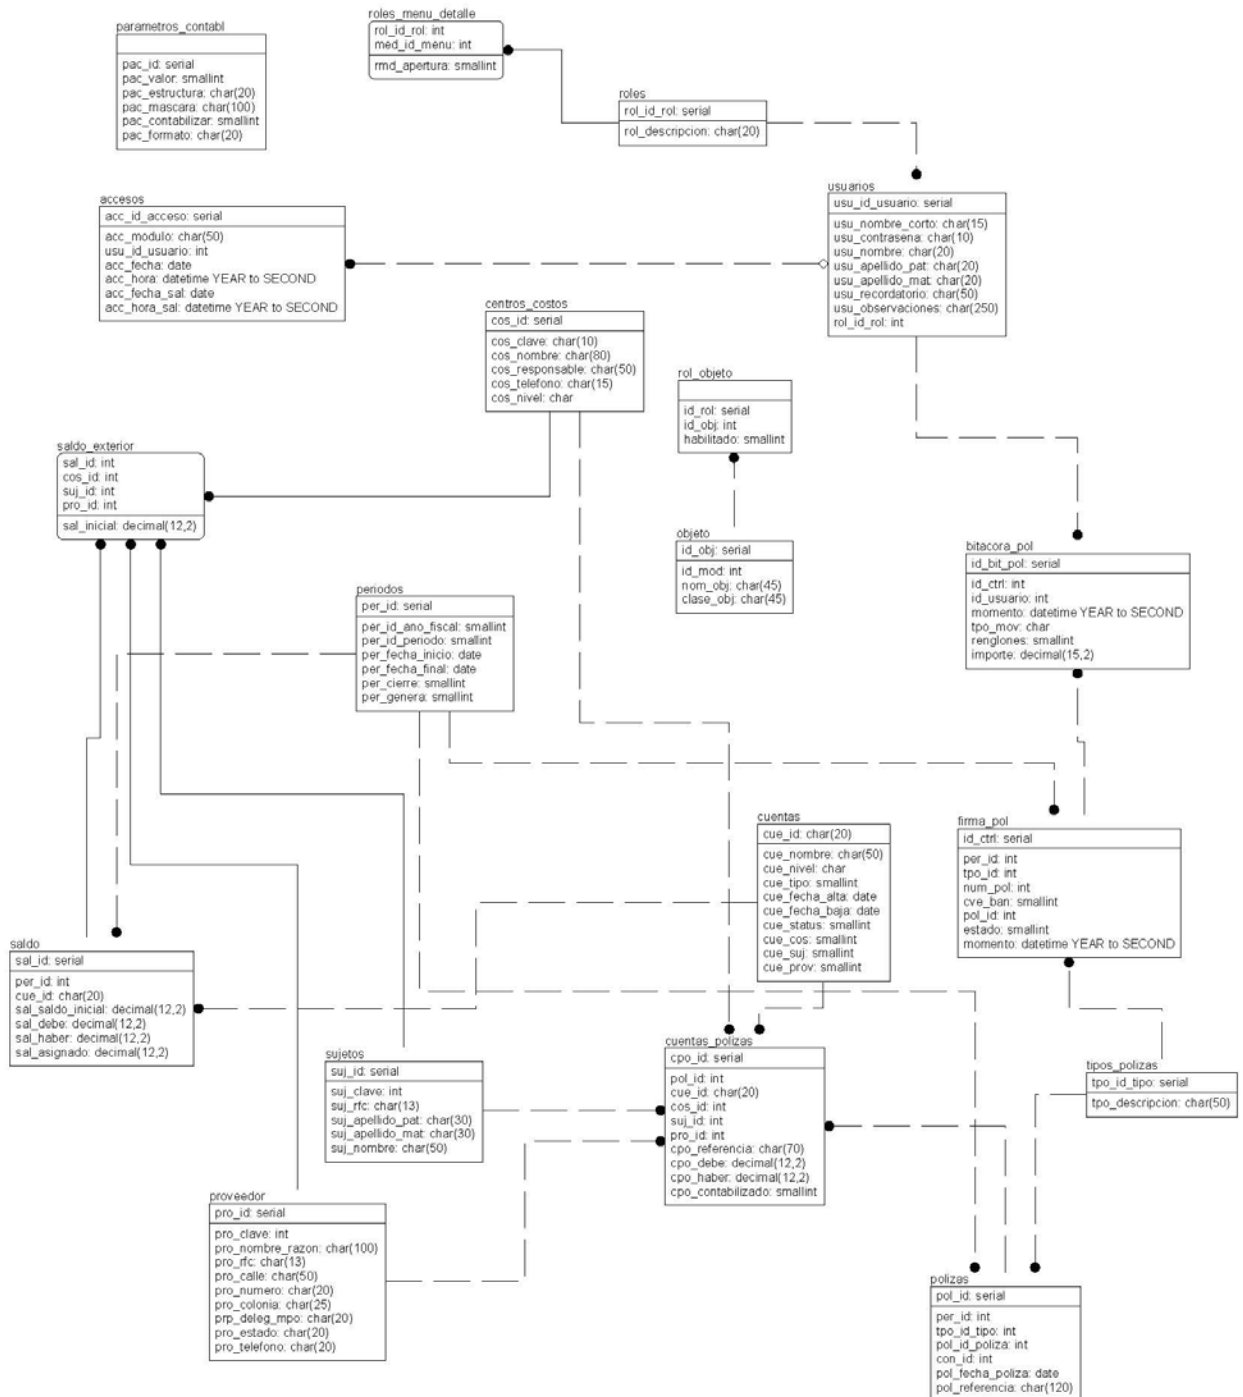 parametros_contabl
pac_id: serial
pac_valor: smallint
pac_estructura: char(20)
pac_mascara: char(100)
pac_contabilizar: smallint
pac_formato: char(20)
roles_menu_detalle
rol_id_rol: int
med_id_menu: int
rmd_apertura: smallint
roles
rol_id_rol: serial
rol_descripcion: char(20)
accesos
acc_id_acceso: serial
acc_modulo: char(50)
usu_id_usuario: int
acc_fecha: date
acc_hora: datetime YEAR to SECOND
acc_fecha_sal: date
acc_hora_sal: datetime YEAR to SECOND
usuarios
usu_id_usuario: serial
usu_nombre_corto: char(15)
usu_contrasena: char(10)
usu_nombre: char(20)
usu_apellido_pat: char(20)
usu_apellido_mat: char(20)
usu_recordatorio: char(50)
usu_observaciones: char(250)
rol_id_rol: int
centros_costos
cos_id: serial
cos_clave: char(10)
cos_nombre: char(80)
cos_responsable: char(50)
cos_telefono: char(15)
cos_nivel: char
rol_objeto
id_rol: serial
id_obj: int
habilitado: smallint
saldo_exterior
sal_id: int
cos_id: int
suj_id: int
pro_id: int
sal_inicial: decimal(12,2)
objeto
id_obj: serial
id_mod: int
nom_obj: char(45)
clase_obj: char(45)
bitacora_pol
id_bit_pol: serial
id_ctrl: int
id_usuario: int
momento: datetime YEAR to SECOND
tpo_mov: char
renglones: smallint
importe: decimal(15,2)
periodos
per_id: serial
per_id_ano_fiscal: smallint
per_id_periodo: smallint
per_fecha_inicio: date
per_fecha_final: date
per_cierre: smallint
per_genera: smallint
cuentas
cue_id: char(20)
cue_nombre: char(50)
cue_nivel: char
cue_tipo: smallint
cue_fecha_alta: date
cue_fecha_baja: date
cue_status: smallint
cue_cos: smallint
cue_suj: smallint
cue_prov: smallint
firma_pol
id_ctrl: serial
per_id: int
tpo_id: int
num_pol: int
cve_ban: smallint
pol_id: int
estado: smallint
momento: datetime YEAR to SECOND
saldo
sal_id: serial
per_id: int
cue_id: char(20)
sal_saldo_inicial: decimal(12,2)
sal_debe: decimal(12,2)
sal_haber: decimal(12,2)
sal_asignado: decimal(12,2)
sujetos
suj_id: serial
suj_clave: int
suj_rfc: char(13)
suj_apellido_pat: char(30)
suj_apellido_mat: char(30)
suj_nombre: char(50)
cuentas_polizas
cpo_id: serial
pol_id: int
cue_id: char(20)
cos_id: int
suj_id: int
pro_id: int
cpo_referencia: char(70)
cpo_debe: decimal(12,2)
cpo_haber: decimal(12,2)
cpo_contabilizado: smallint
tipos_polizas
tpo_id_tipo: serial
tpo_descripcion: char(50)
proveedor
pro_id: serial
pro_clave: int
pro_nombre_razon: char(100)
pro_rfc: char(13)
pro_calle: char(50)
pro_numero: char(20)
pro_colonia: char(25)
prp_deleg_mpo: char(20)
pro_estado: char(20)
pro_telefono: char(20)
polizas
pol_id: serial
per_id: int
tpo_id_tipo: int
pol_id_poliza: int
con_id: int
pol_fecha_poliza: date
pol_referencia: char(120)